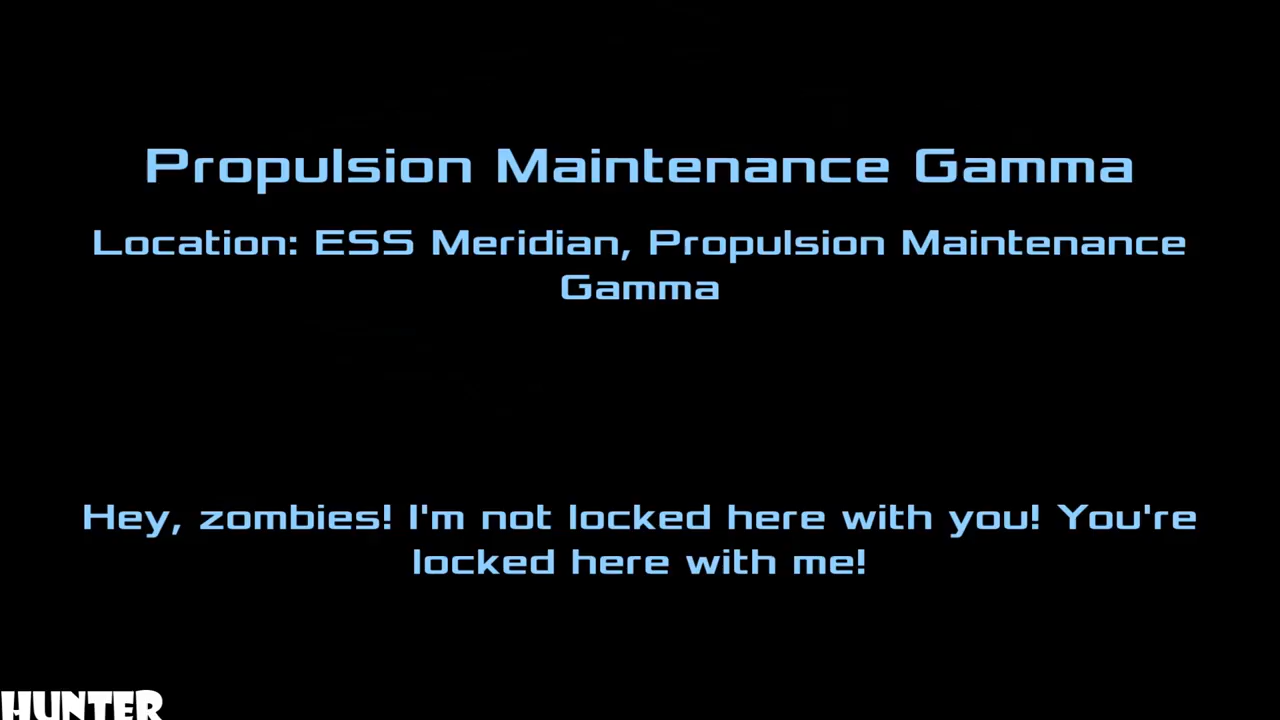 Propulsion Maintenance Gamma
Location: ESS Meridian, Propulsion Maintenance
Gamma
Hey, zombies! I'm not locked here with you! You're
locked here with me!
HUNTER